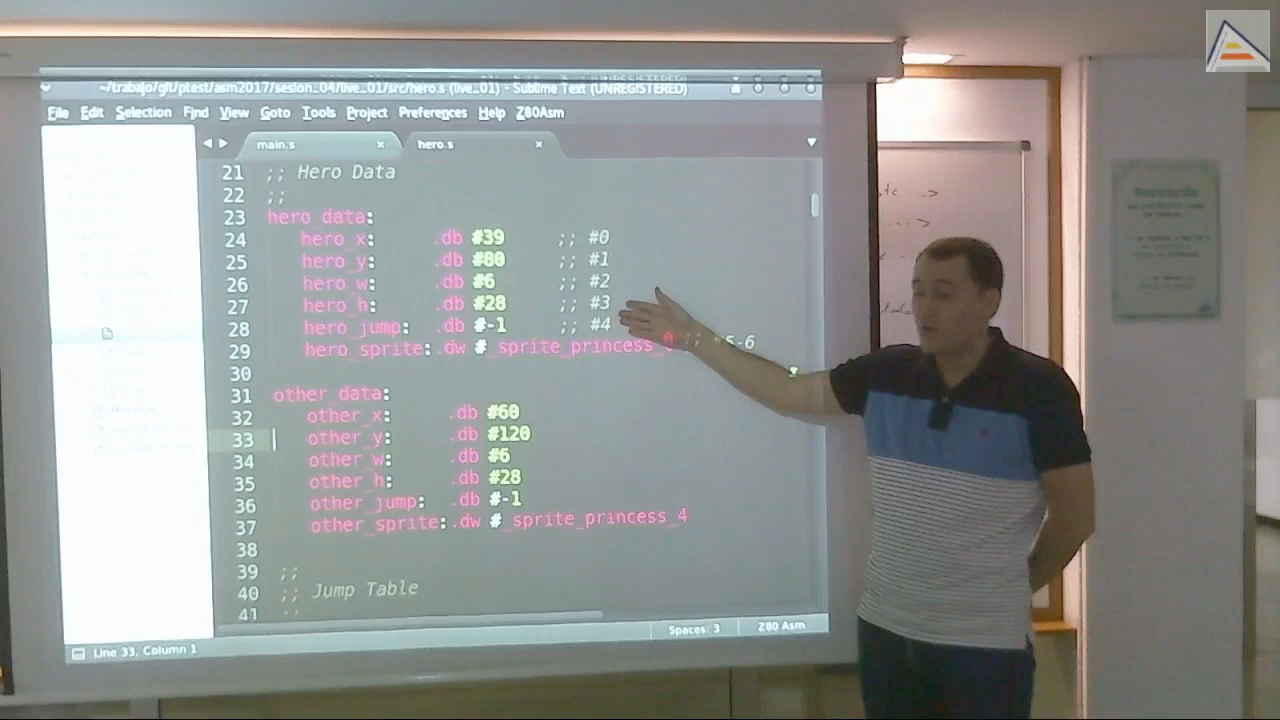 ~/trabajo/git/ptest/asm2017/sesion_04/live_01/src/hero.s (live_01) - Sublime Text (UNREGISTERED)
File Edit Selection Find View Goto Tools Project Preferences Help Z80Asm
main.s × hero.s ×
21 ;; Hero Data
22 ;;
23 hero_data:
24 hero_x: .db #39 ;; #0
25 hero_y: .db #80 ;; #1
26 hero_w: .db #6 ;; #2
27 hero_h: .db #28 ;; #3
28 hero_jump: .db #-1 ;; #4
29 hero_sprite: .dw #_sprite_princess_0 ;; 5-6
30
31 other_data:
32 other_x: .db #60
33 other_y: .db #120
34 other_w: .db #6
35 other_h: .db #28
36 other_jump: .db #-1
37 other_sprite: .dw #_sprite_princess_4
38
39 ;;
40 ;; Jump Table
41
Line 33, Column 1 Spaces: 3 Z80 Asm